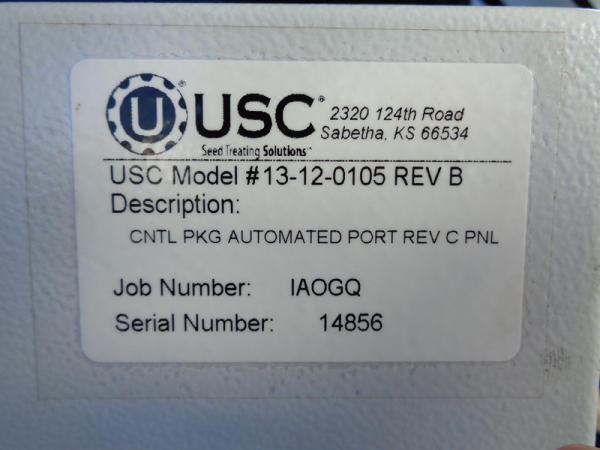 U USC®
2320 124th Road
Sabetha, KS 66534
Seed Treating Solutions™
USC Model #13-12-0105 REV B
Description:
CNTL PKG AUTOMATED PORT REV C PNL
Job Number: IAOGQ
Serial Number: 14856